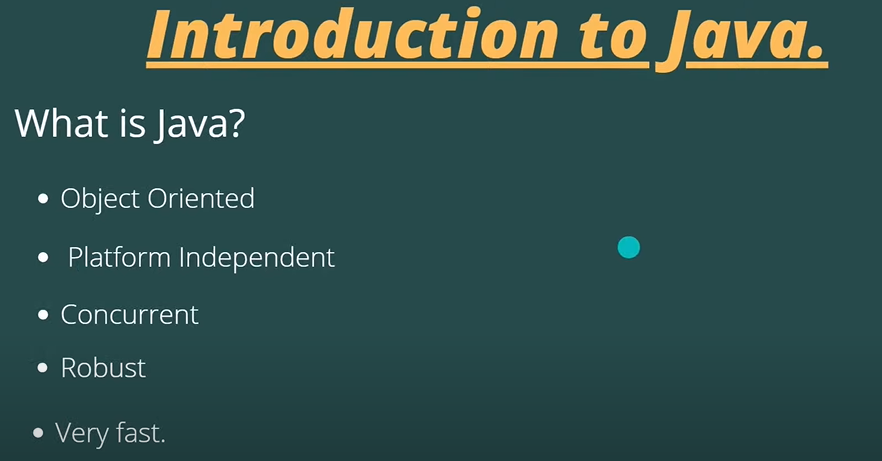 Introduction to Java.
What is Java?
Object Oriented
Platform Independent
Concurrent
Robust
Very fast.